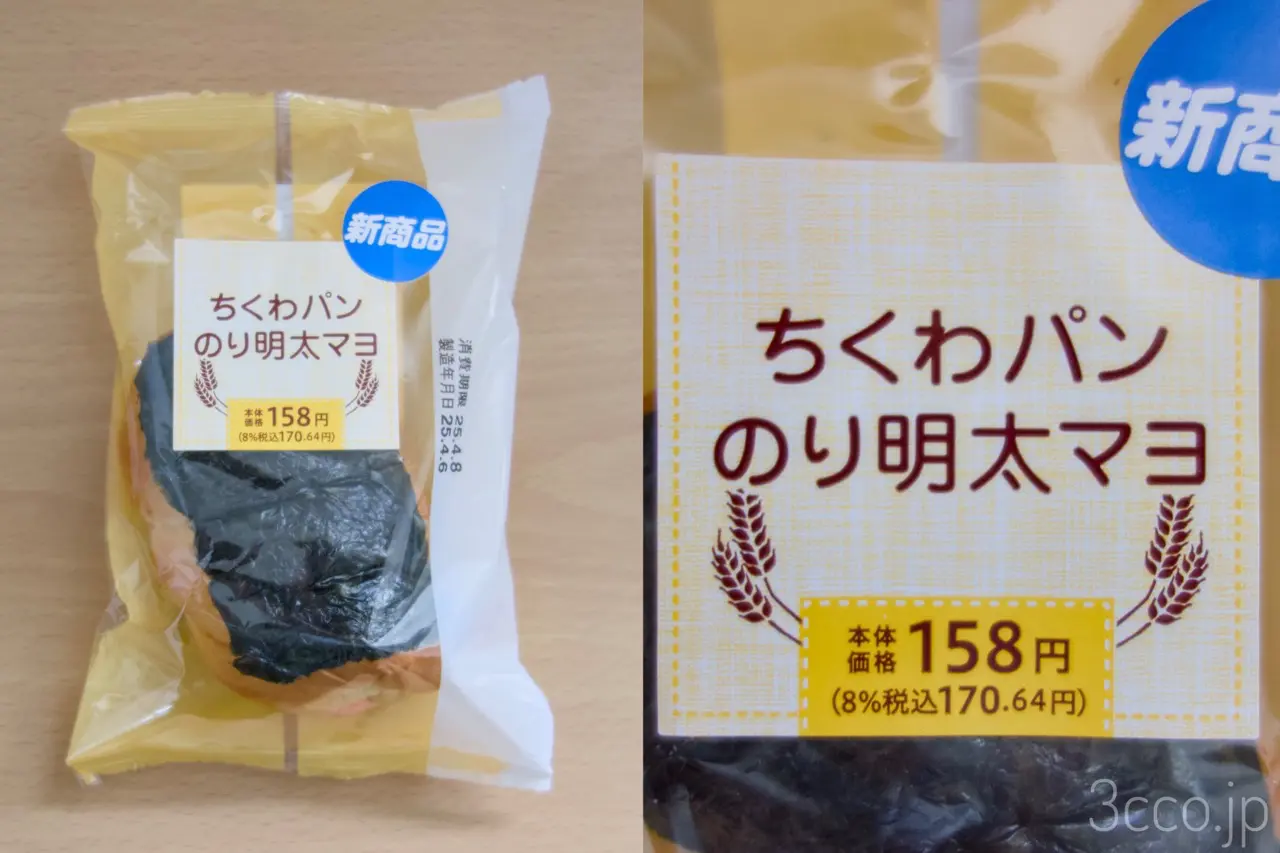 新商品
ちくわパン
のり明太マヨ
本体
価格 158円
(8%税込170.64円)
消費期限 25.4.8
製造年月日 25.4.6
新商
ちくわパン
のり明太マヨ
本体
価格 158円
(8%税込170.64円)
3cco.jp